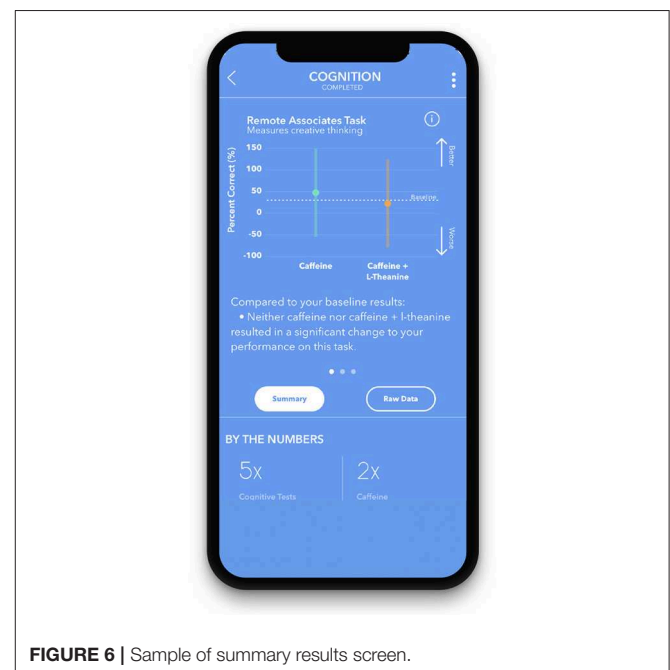 COGNITION
COMPLETED
Remote Associates Task
Measures creative thinking
Percent Correct (%)
150
100
50
0
-50
-100
Better
Baseline
Worse
Caffeine
Caffeine +
L-Theanine
Compared to your baseline results:
• Neither caffeine nor caffeine + l-theanine
resulted in a significant change to your
performance on this task.
Summary
Raw Data
BY THE NUMBERS
5x
2x
Cognitive Tests
Caffeine
FIGURE 6 | Sample of summary results screen.